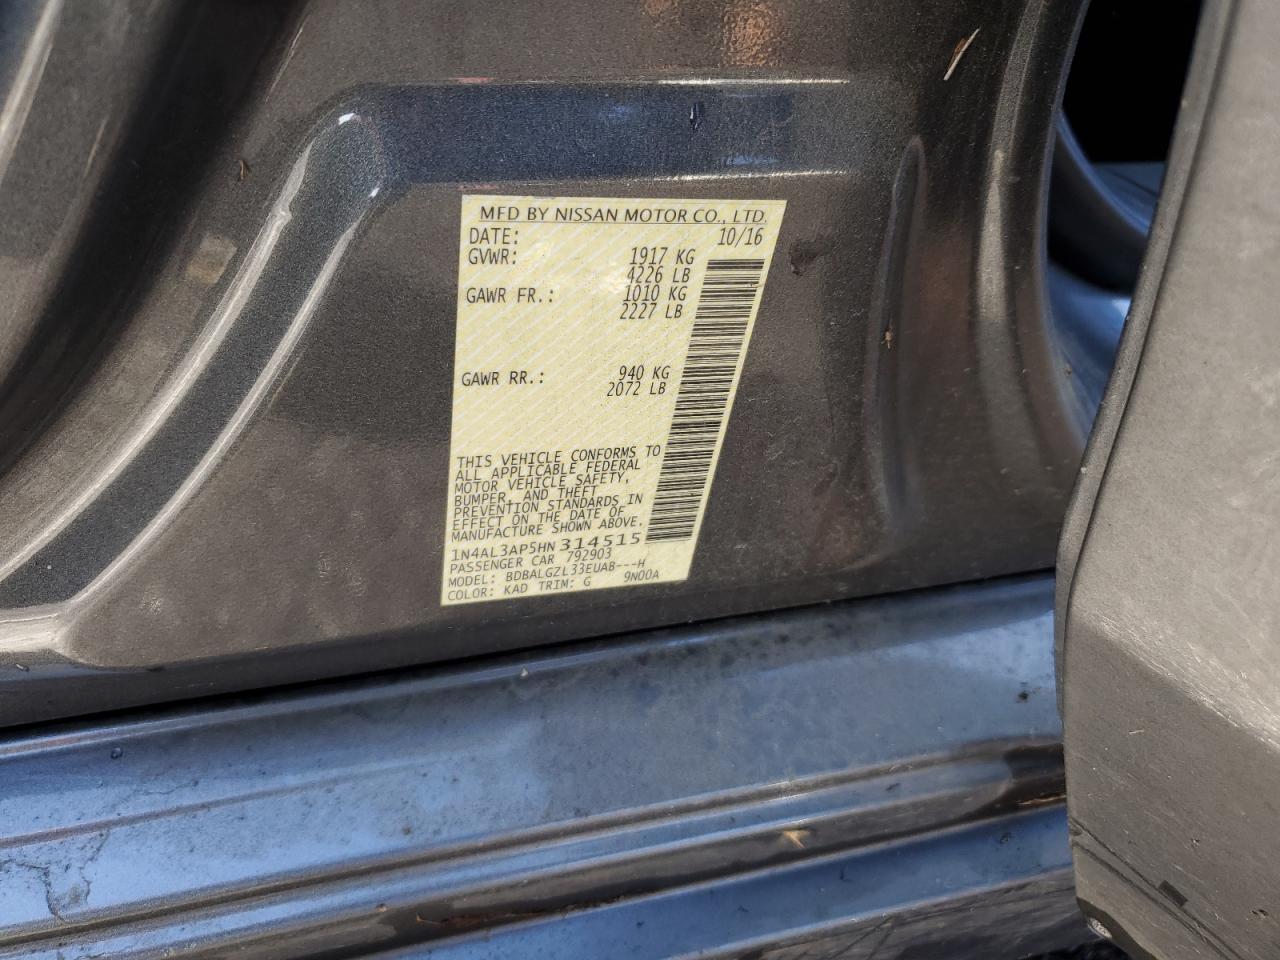 MFD BY NISSAN MOTOR CO., LTD.
DATE: 10/16
GVWR: 1917 KG
4226 LB
GAWR FR.: 1010 KG
2227 LB
GAWR RR.: 940 KG
2072 LB
THIS VEHICLE CONFORMS TO
ALL APPLICABLE FEDERAL
MOTOR VEHICLE SAFETY,
BUMPER, AND THEFT
PREVENTION STANDARDS IN
EFFECT ON THE DATE OF
MANUFACTURE SHOWN ABOVE.
1N4AL3AP5HN314515
PASSENGER CAR 792903
MODEL: BDBALGZL33EUAB---H
COLOR: KAD TRIM: G 9N00A